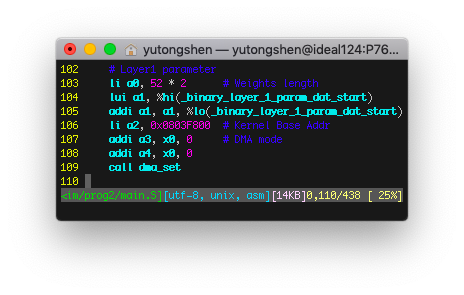 yutongshen — yutongshen@ideal124:P76...
102 # Layer1 parameter
103 li a0, 52 * 2 # Weights length
104 lui a1, %hi(_binary_layer_1_param_dat_start)
105 addi a1, a1, %lo(_binary_layer_1_param_dat_start)
106 li a2, 0x0803F800 # Kernel Base Addr
107 addi a3, x0, 0 # DMA mode
108 addi a4, x0, 0
109 call dma_set
110
<im/prog2/main.S][utf-8, unix, asm][14KB]0,110/438 [ 25%]